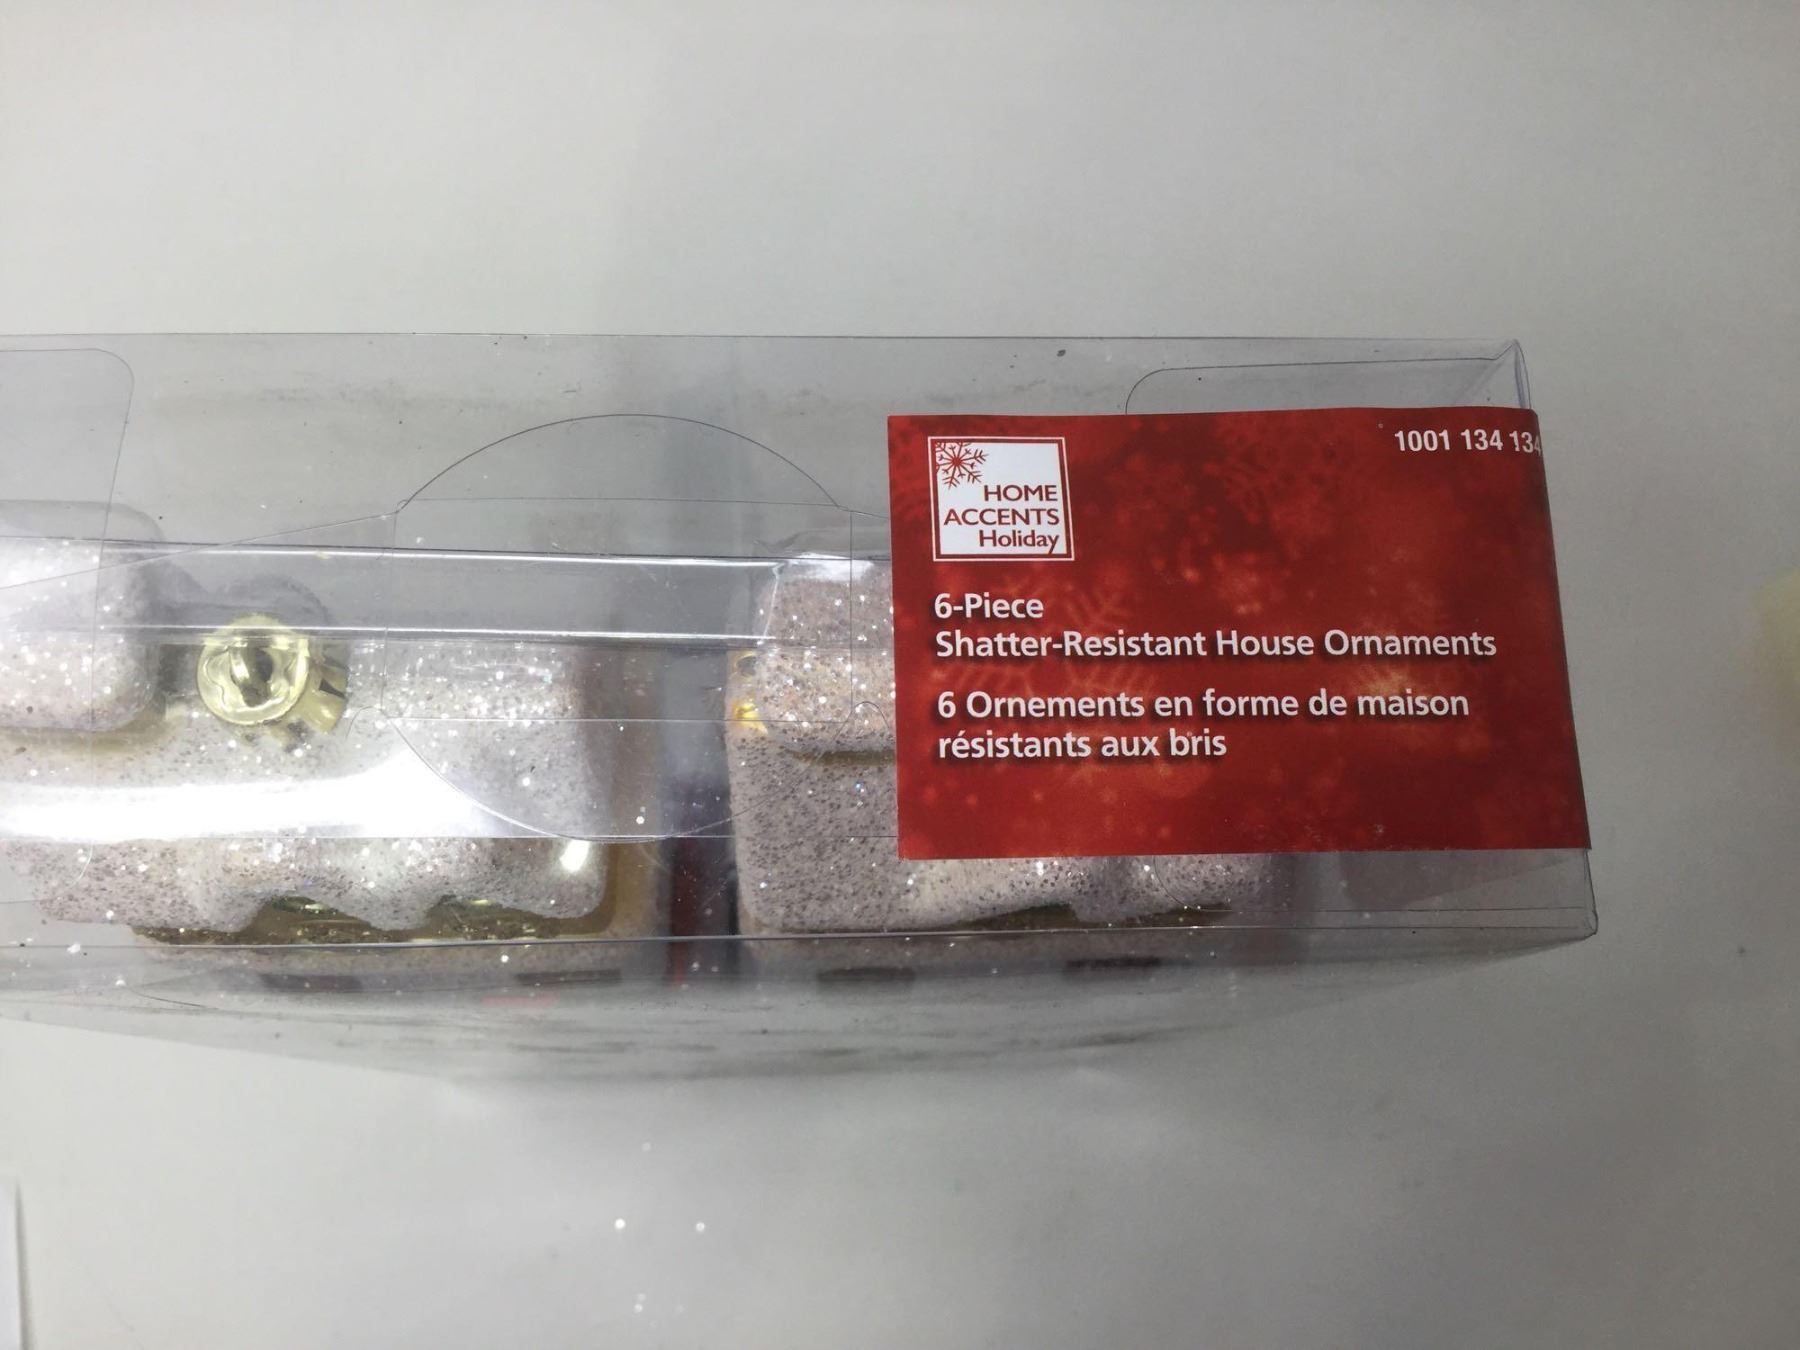 1001 134 134
HOME
ACCENTS
Holiday
6-Piece
Shatter-Resistant House Ornaments
6 Ornements en forme de maison
résistants aux bris